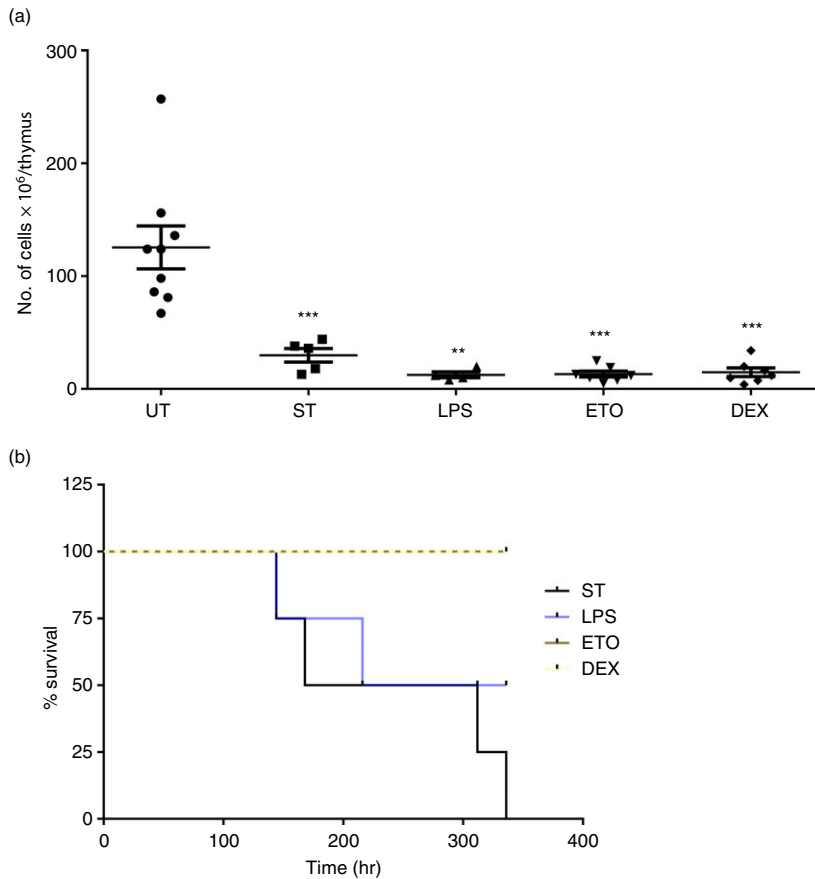 (a)
300
200
100
0
No. of cells × 10⁶/thymus
***
**
***
***
UT ST LPS ETO DEX
(b)
125
100
75
50
25
0
% survival
ST
LPS
ETO
DEX
0 100 200 300 400
Time (hr)